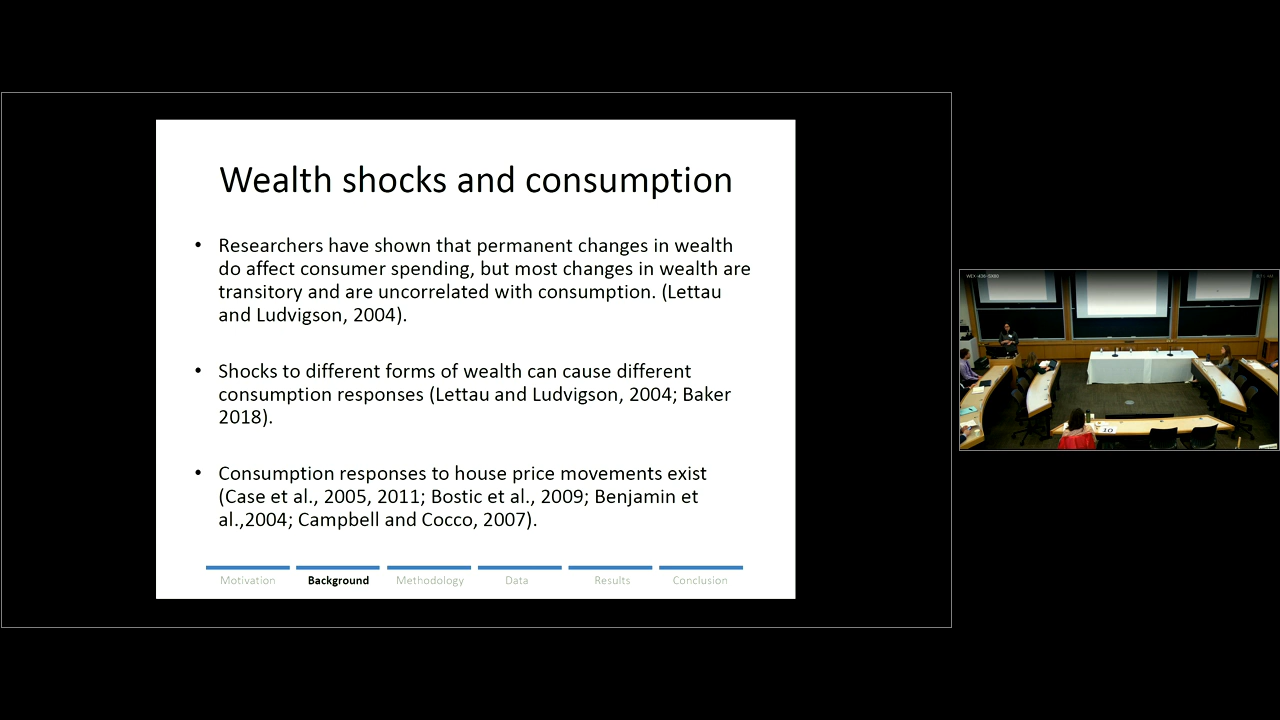 Wealth shocks and consumption
• Researchers have shown that permanent changes in wealth
do affect consumer spending, but most changes in wealth are
transitory and are uncorrelated with consumption. (Lettau
and Ludvigson, 2004).
• Shocks to different forms of wealth can cause different
consumption responses (Lettau and Ludvigson, 2004; Baker
2018).
• Consumption responses to house price movements exist
(Case et al., 2005, 2011; Bostic et al., 2009; Benjamin et
al.,2004; Campbell and Cocco, 2007).
Motivation Background Methodology Data Results Conclusion
10